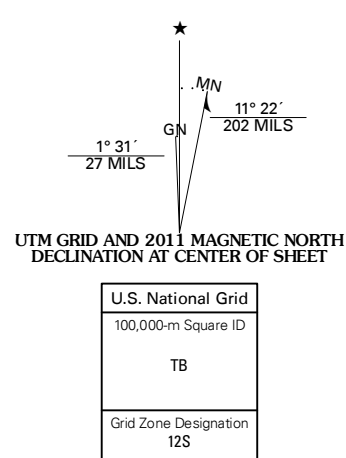 MN
11° 22´
202 MILS
GN
1° 31´
27 MILS
UTM GRID AND 2011 MAGNETIC NORTH
DECLINATION AT CENTER OF SHEET
U.S. National Grid
100,000-m Square ID
TB
Grid Zone Designation
12S